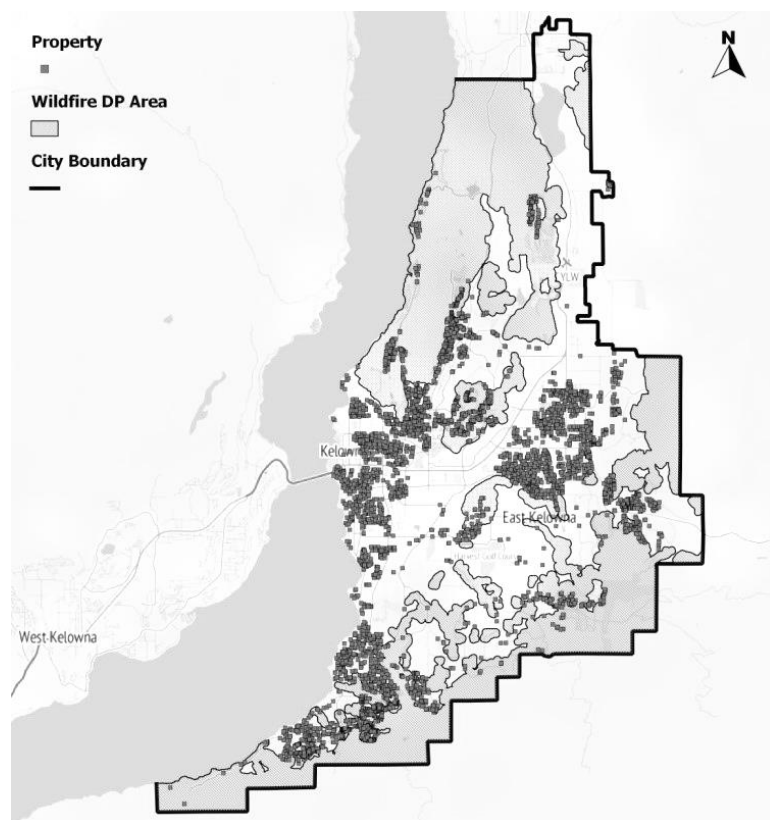 Property
Wildfire DP Area
City Boundary
N
YLW
Kelowna
East Kelowna
West Kelowna